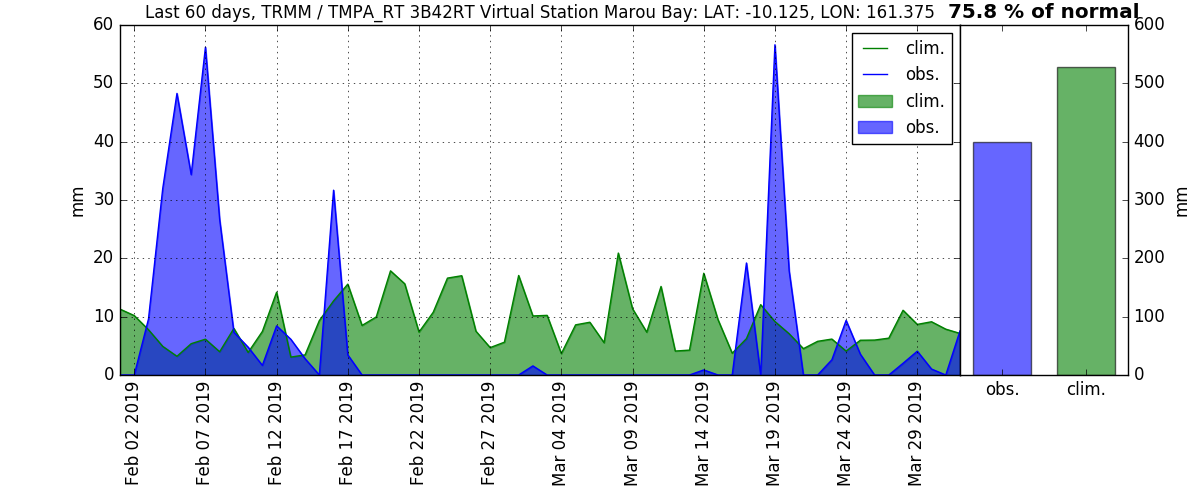 Last 60 days, TRMM / TMPA_RT 3B42RT Virtual Station Marou Bay: LAT: -10.125, LON: 161.375 75.8 % of normal
60
50
40
30
20
10
0
mm
clim.
obs.
clim.
obs.
600
500
400
300
200
100
0
mm
Feb 02 2019
Feb 07 2019
Feb 12 2019
Feb 17 2019
Feb 22 2019
Feb 27 2019
Mar 04 2019
Mar 09 2019
Mar 14 2019
Mar 19 2019
Mar 24 2019
Mar 29 2019
obs.
clim.